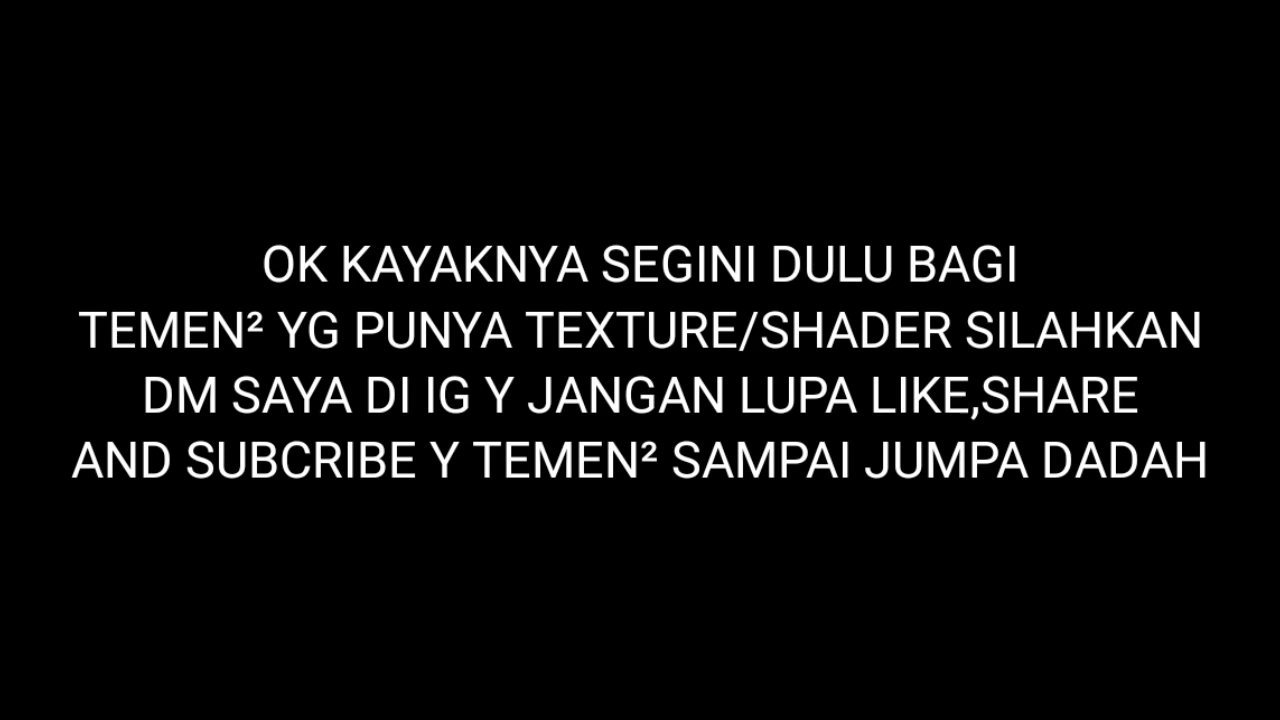 OK KAYAKNYA SEGINI DULU BAGI
TEMEN² YG PUNYA TEXTURE/SHADER SILAHKAN
DM SAYA DI IG Y JANGAN LUPA LIKE,SHARE
AND SUBCRIBE Y TEMEN² SAMPAI JUMPA DADAH